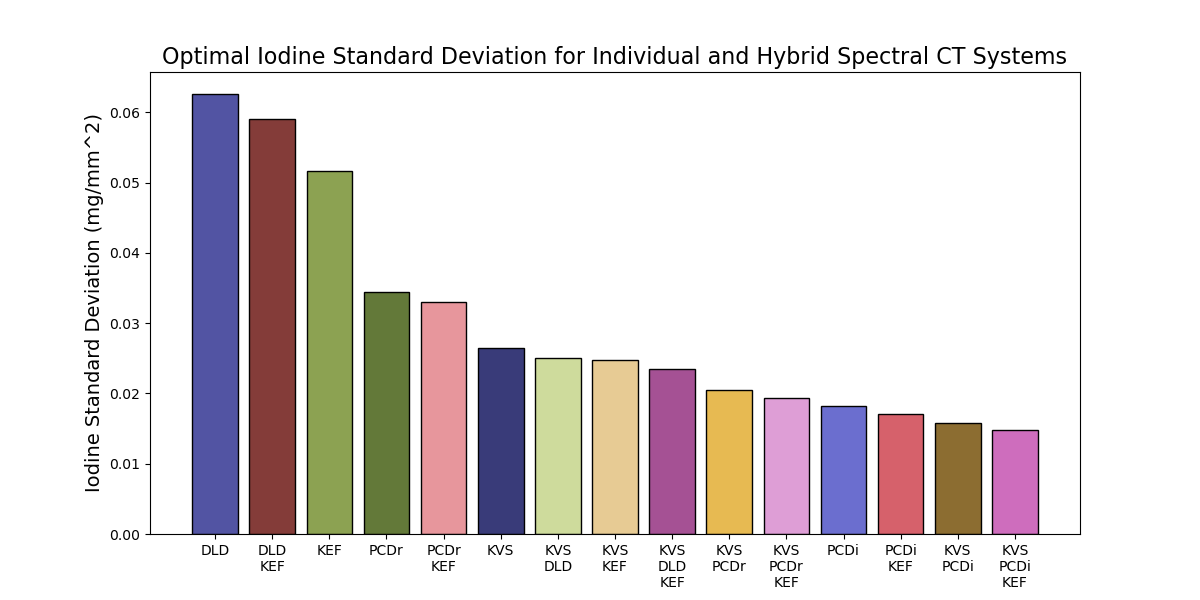 Optimal Iodine Standard Deviation for Individual and Hybrid Spectral CT Systems
Iodine Standard Deviation (mg/mm^2)
0.06
0.05
0.04
0.03
0.02
0.01
0.00
DLD
DLD
KEF
KEF
PCDr
PCDr
KEF
KVS
KVS
DLD
KVS
KEF
KVS
DLD
KEF
KVS
PCDr
KVS
PCDr
KEF
PCDi
PCDi
KEF
KVS
PCDi
KVS
PCDi
KEF